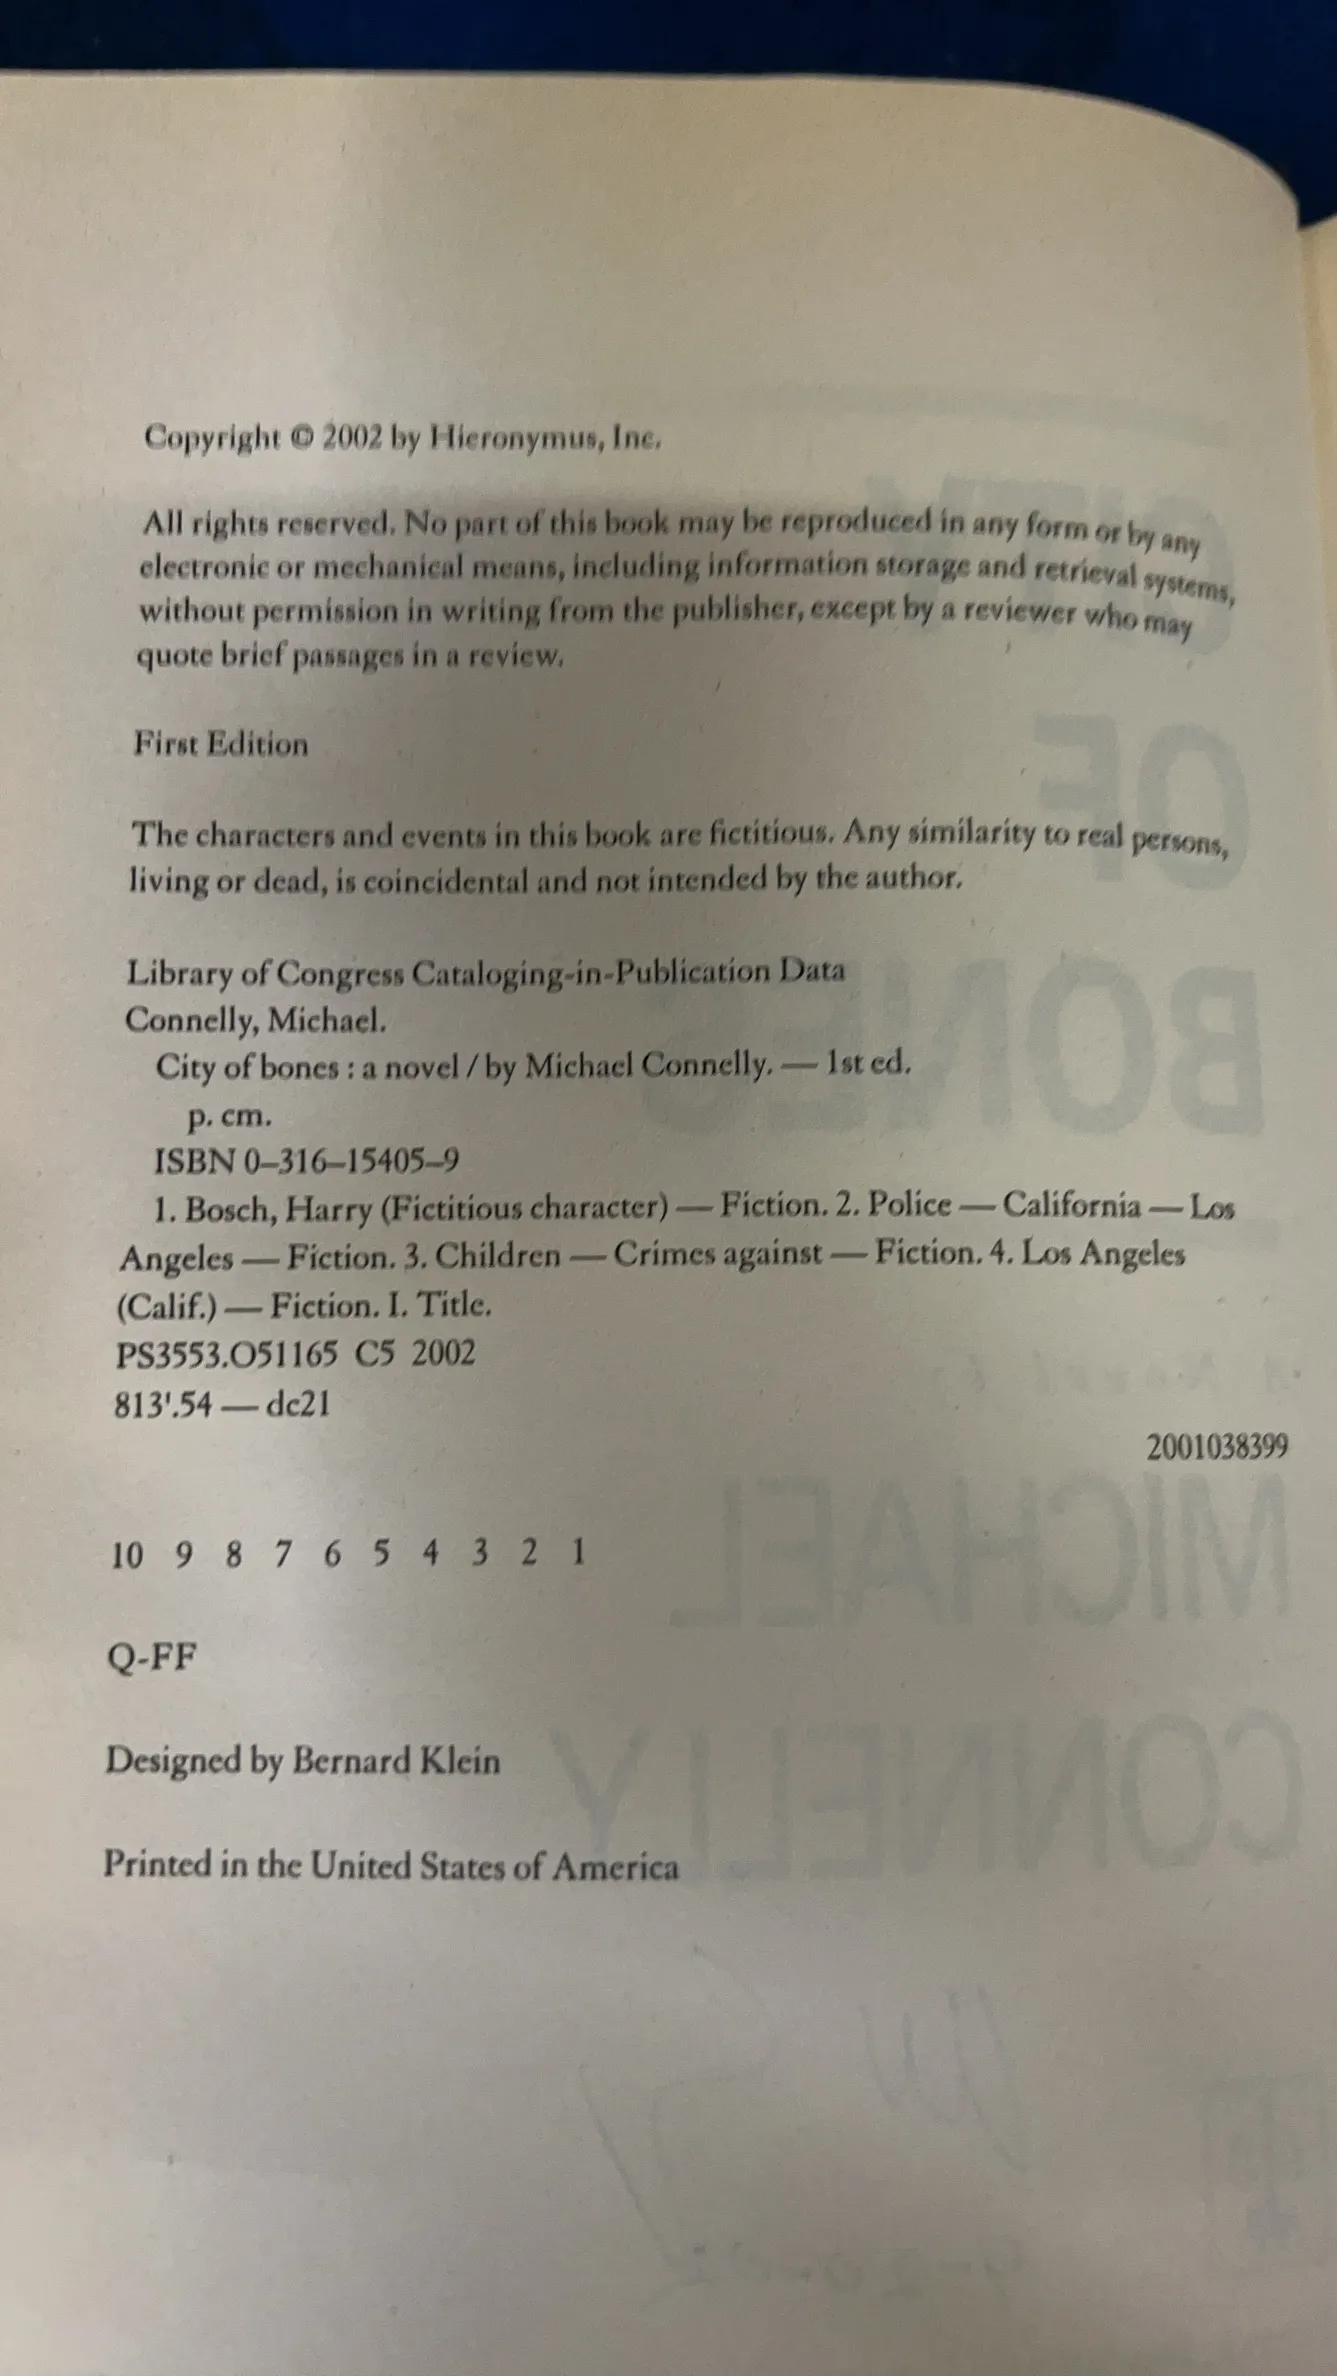 Copyright © 2002 by Hieronymus, Inc.
All rights reserved. No part of this book may be reproduced in any form or by any
electronic or mechanical means, including information storage and retrieval systems,
without permission in writing from the publisher, except by a reviewer who may
quote brief passages in a review.
First Edition
The characters and events in this book are fictitious. Any similarity to real persons,
living or dead, is coincidental and not intended by the author.
Library of Congress Cataloging-in-Publication Data
Connelly, Michael.
City of bones : a novel / by Michael Connelly. — 1st ed.
p. cm.
ISBN 0–316–15405–9
1. Bosch, Harry (Fictitious character) — Fiction. 2. Police — California — Los
Angeles — Fiction. 3. Children — Crimes against — Fiction. 4. Los Angeles
(Calif.) — Fiction. I. Title.
PS3553.O51165 C5 2002
813'.54 — dc21
2001038399
10 9 8 7 6 5 4 3 2 1
Q-FF
Designed by Bernard Klein
Printed in the United States of America